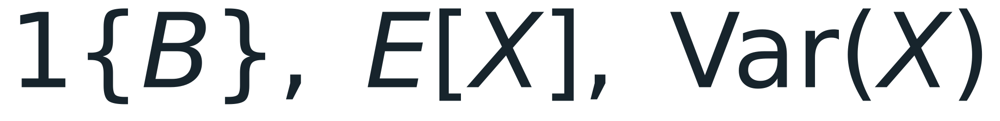 1{B}, E[X], Var(X)